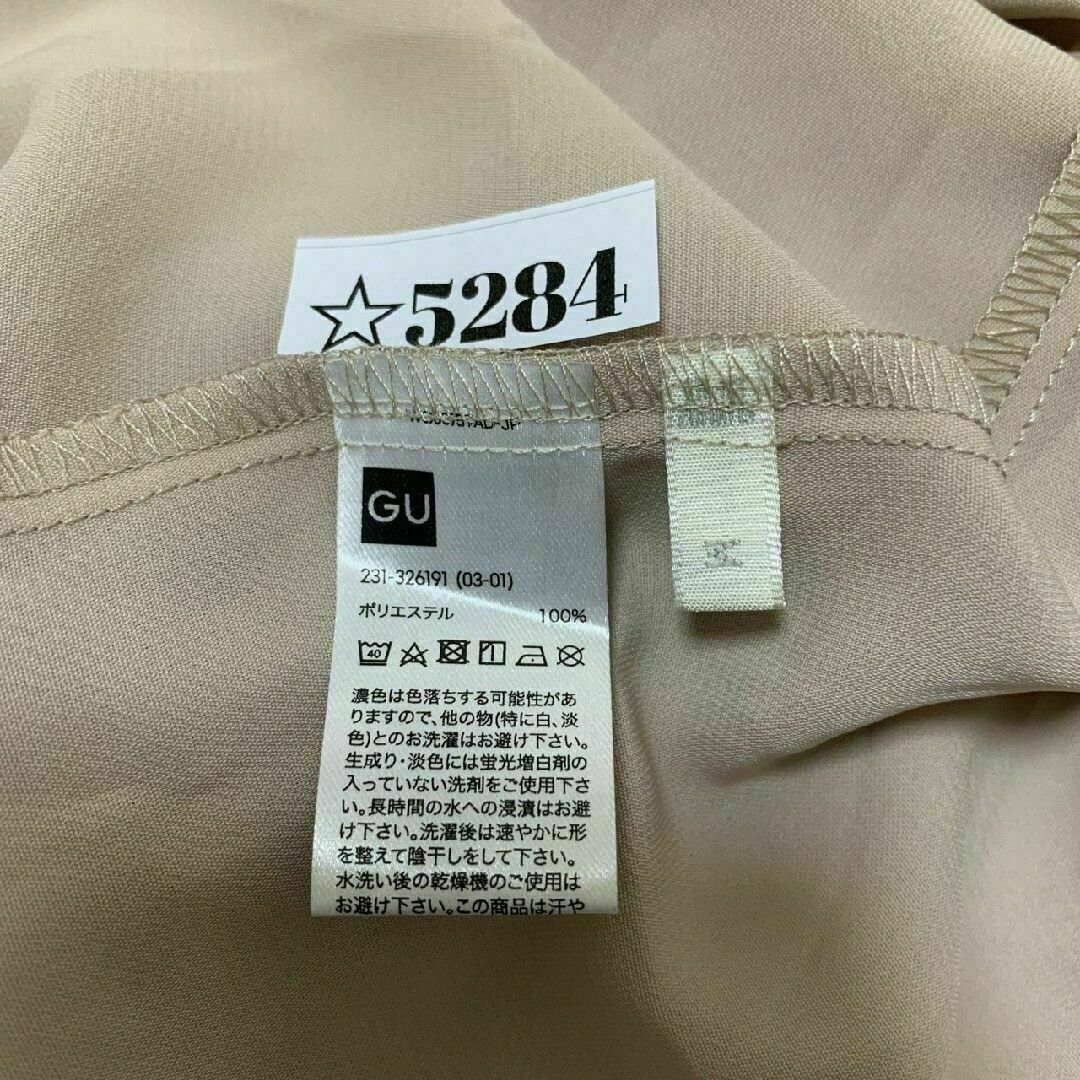 ☆5284
GU
231-326191 (03-01)
ポリエステル 100%
40
濃色は色落ちする可能性があ
りますので、他の物(特に白、淡
色)とのお洗濯はお避け下さい。
生成り・淡色には蛍光増白剤の
入っていない洗剤をご使用下さ
い。長時間の水への浸漬はお避
け下さい。洗濯後は速やかに形
を整えて陰干しをして下さい。
水洗い後の乾燥機のご使用は
お避け下さい。この商品は汗や